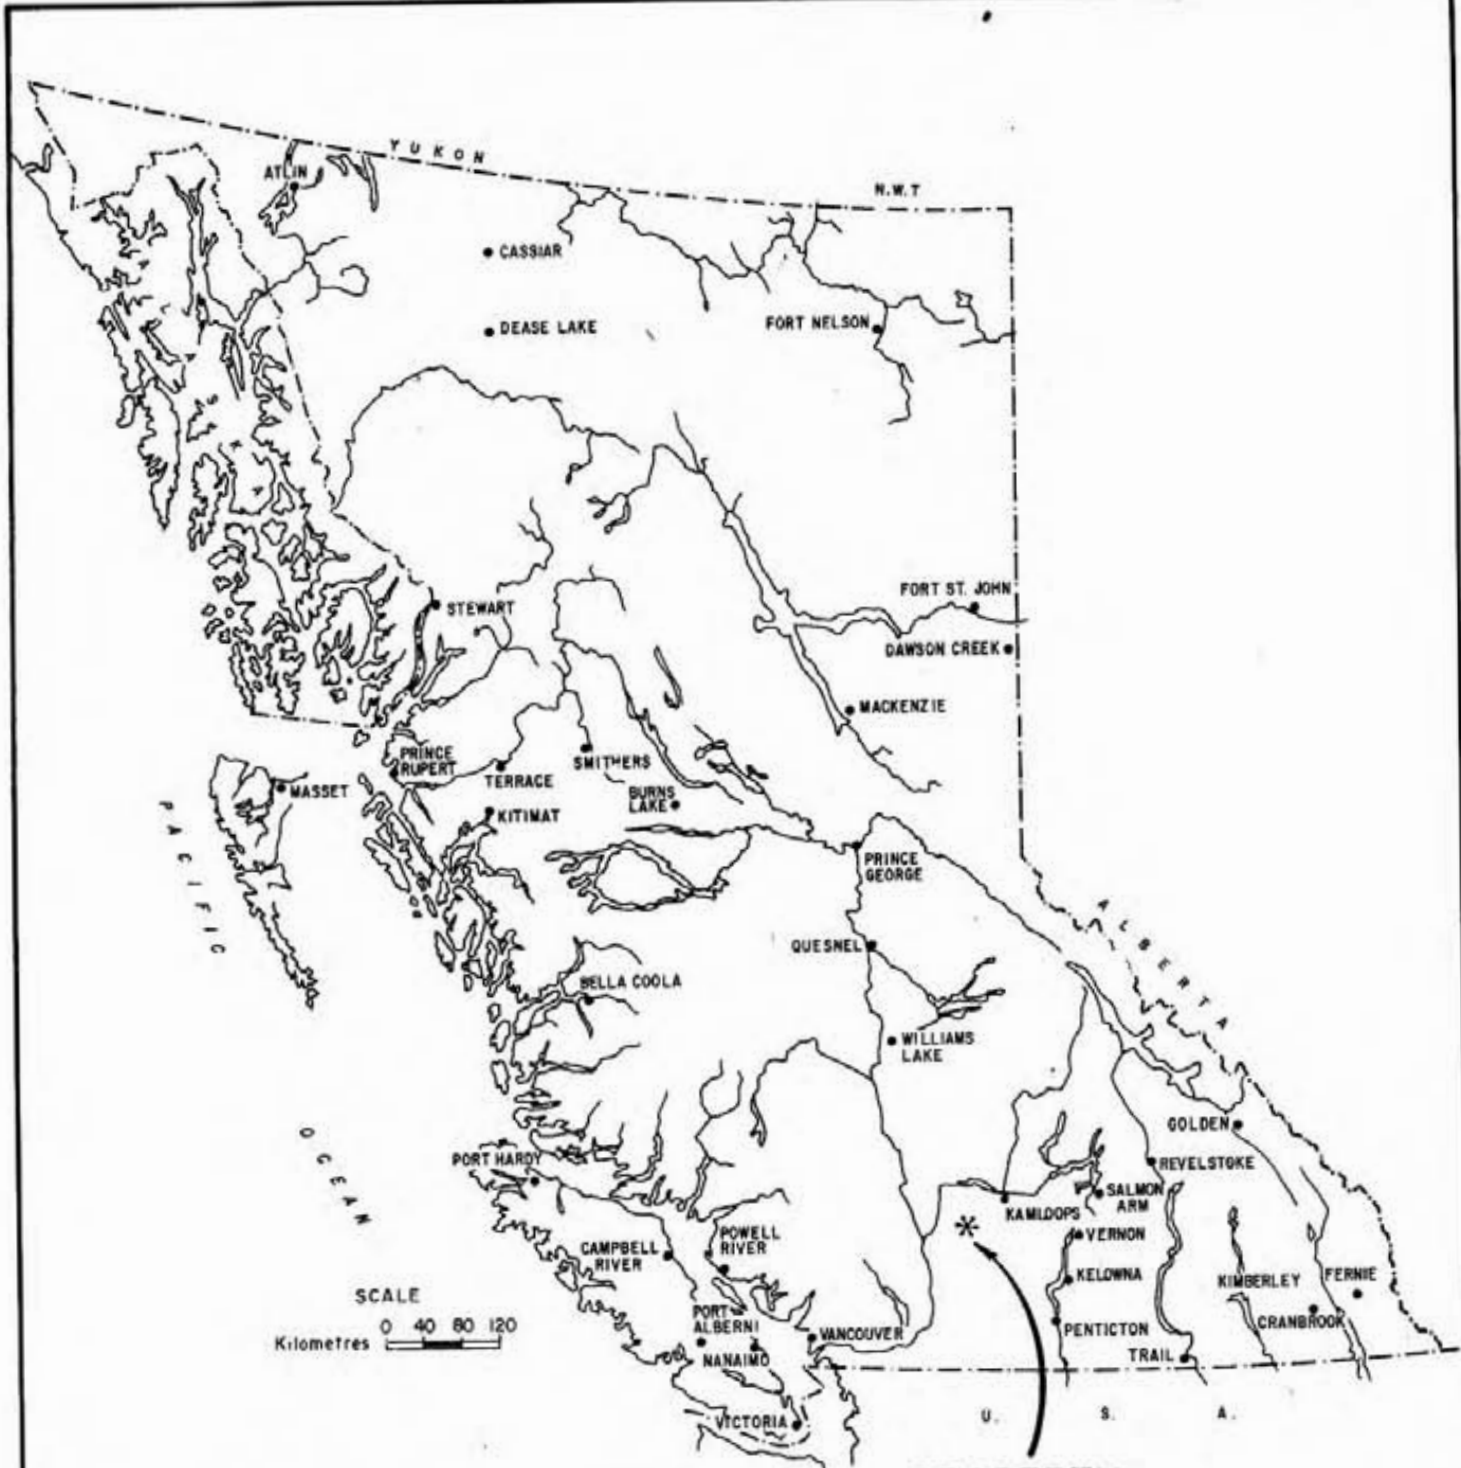 YUKON
N.W.T
ATLIN
CASSIAR
DEASE LAKE
FORT NELSON
ALASKA
FORT ST. JOHN
STEWART
DAWSON CREEK
MACKENZIE
PRINCE
RUPERT
TERRACE
SMITHERS
MASSET
BURNS
LAKE
KITIMAT
PACIFIC
PRINCE
GEORGE
ALBERTA
QUESNEL
BELLA COOLA
WILLIAMS
LAKE
OCEAN
GOLDEN
PORT HARDY
REVELSTOKE
SALMON
ARM
KAMLOOPS
POWELL
RIVER
VERNON
CAMPBELL
RIVER
KELOWNA
KIMBERLEY
FERNIE
SCALE
0 40 80 120
Kilometres
PORT
ALBERNI
CRANBROOK
VANCOUVER
PENTICTON
NANAIMO
TRAIL
VICTORIA
U. S. A.